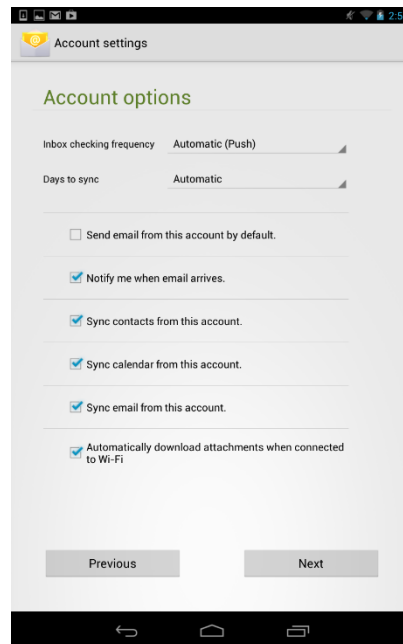 2:5
Account settings
Account options
Inbox checking frequency Automatic (Push)
Days to sync Automatic
Send email from this account by default.
Notify me when email arrives.
Sync contacts from this account.
Sync calendar from this account.
Sync email from this account.
Automatically download attachments when connected
to Wi-Fi
Previous Next